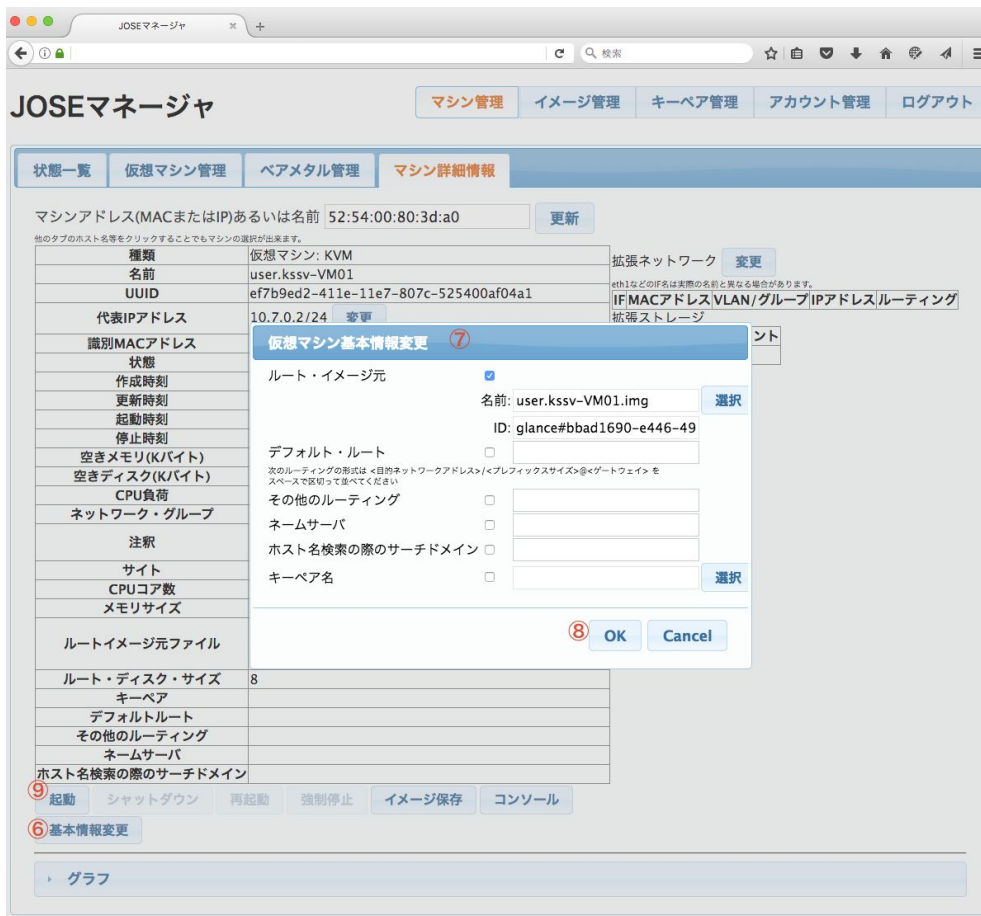 JOSEマネージャ
検索
JOSEマネージャ
マシン管理 イメージ管理 キーペア管理 アカウント管理 ログアウト
状態一覧 仮想マシン管理 ベアメタル管理 マシン詳細情報
マシンアドレス(MACまたはIP)あるいは名前 52:54:00:80:3d:a0 更新
他のタブのホスト名等をクリックすることでもマシンの選択が出来ます。
種類 仮想マシン: KVM
名前 user.kssv-VM01
UUID ef7b9ed2-411e-11e7-807c-525400af04a1
代表IPアドレス 10.7.0.2/24 変更
識別MACアドレス
状態
作成時刻
更新時刻
起動時刻
停止時刻
空きメモリ(Kバイト)
空きディスク(Kバイト)
CPU負荷
ネットワーク・グループ
注釈
サイト
CPUコア数
メモリサイズ
ルートイメージ元ファイル
ルート・ディスク・サイズ 8
キーペア
デフォルトルート
その他のルーティング
ネームサーバ
ホスト名検索の際のサーチドメイン
拡張ネットワーク 変更
eth1などのIF名は実際の名前と異なる場合があります。
IF MACアドレス VLAN/グループ IPアドレス ルーティング
拡張ストレージ
ント
仮想マシン基本情報変更 ⑦
ルート・イメージ元
名前: user.kssv-VM01.img 選択
ID: glance#bbad1690-e446-49
デフォルト・ルート
次のルーティングの形式は <目的ネットワークアドレス>/<プレフィックスサイズ>@<ゲートウェイ> を
スペースで区切って並べてください
その他のルーティング
ネームサーバ
ホスト名検索の際のサーチドメイン
キーペア名 選択
⑧ OK Cancel
⑨ 起動 シャットダウン 再起動 強制停止 イメージ保存 コンソール
⑥ 基本情報変更
グラフ